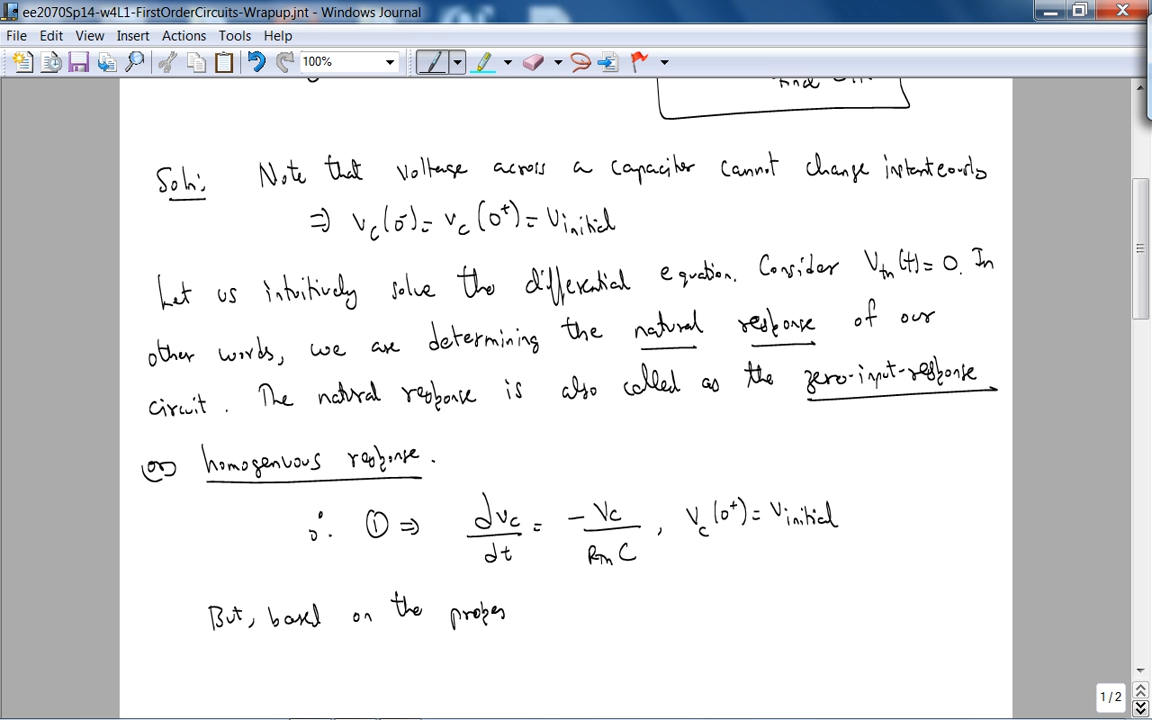 ee2070Sp14-w4L1-FirstOrderCircuits-Wrapup.jnt - Windows Journal
File Edit View Insert Actions Tools Help
100%
Find
Soln: Note that voltage across a capacitor cannot change instanteously
⇒ Vc(0-) = Vc(0+) = Vinitial
Let us intuitively solve the differential equation. Consider VTh(t) = 0. In
other words, we are determining the natural response of our
circuit. The natural response is also called as the zero-input-response
(or) homogenuous response.
∴ ① ⇒ dvc/dt = -Vc/RThC, Vc(0+) = Vinitial
But, based on the proper
1 / 2